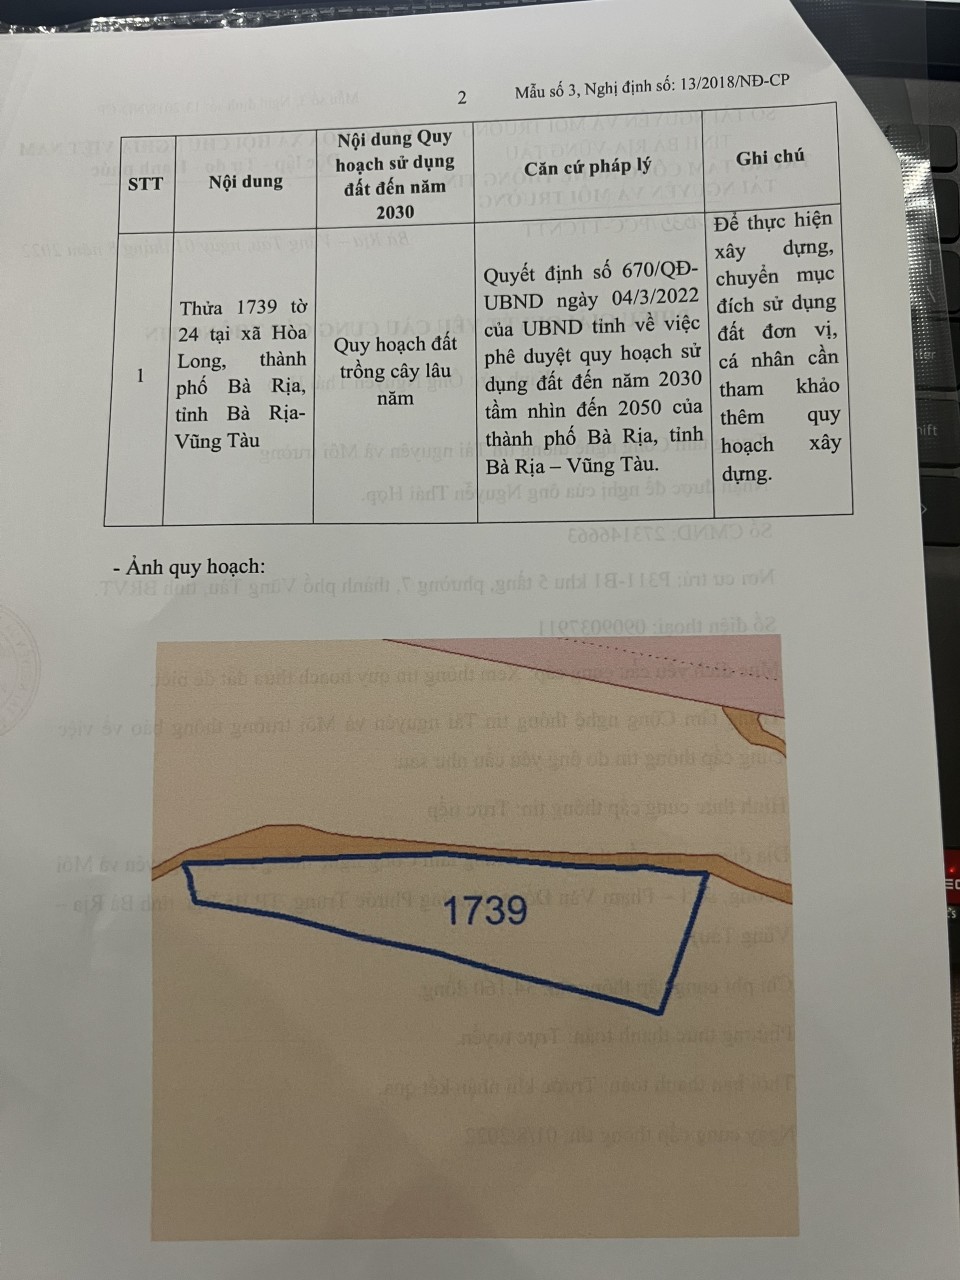 2
Mẫu số 3, Nghị định số: 13/2018/NĐ-CP
STT
Nội dung
Nội dung Quy
hoạch sử dụng
đất đến năm
2030
Căn cứ pháp lý
Ghi chú
1
Thửa 1739 tờ
24 tại xã Hòa
Long, thành
phố Bà Rịa,
tỉnh Bà Rịa-
Vũng Tàu
Quy hoạch đất
trồng cây lâu
năm
Quyết định số 670/QĐ-
UBND ngày 04/3/2022
của UBND tỉnh về việc
phê duyệt quy hoạch sử
dụng đất đến năm 2030
tầm nhìn đến 2050 của
thành phố Bà Rịa, tỉnh
Bà Rịa – Vũng Tàu.
Để thực hiện
xây dựng,
chuyển mục
đích sử dụng
đất đơn vị,
cá nhân cần
tham khảo
thêm quy
hoạch xây
dựng.
- Ảnh quy hoạch:
1739